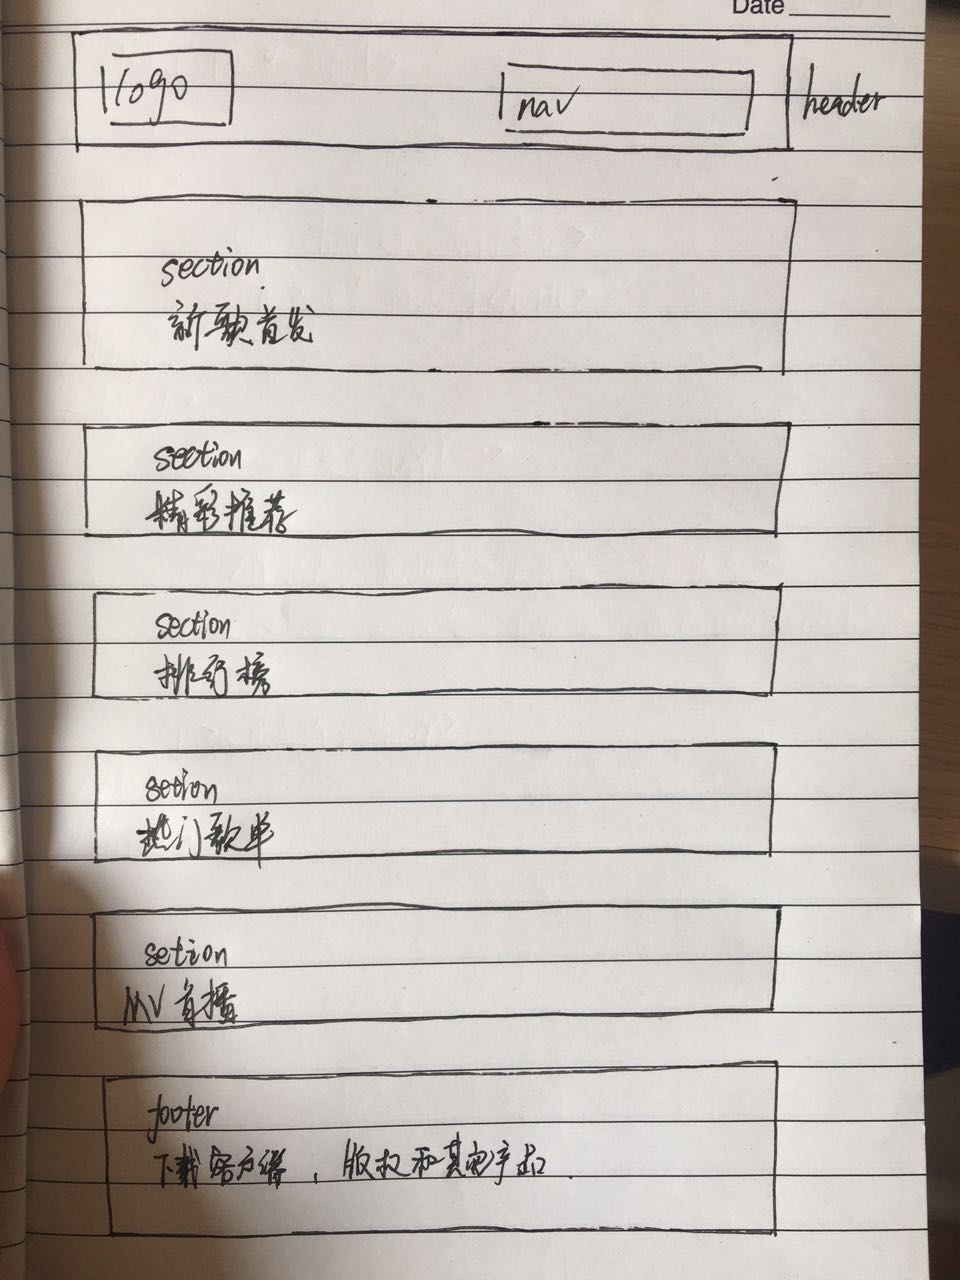 Date
logo
nav
header
section
新歌首发
section
精彩推荐
section
排行榜
setion
热门歌单
setion
MV首播
footer
下载客户端，版权和其它产品